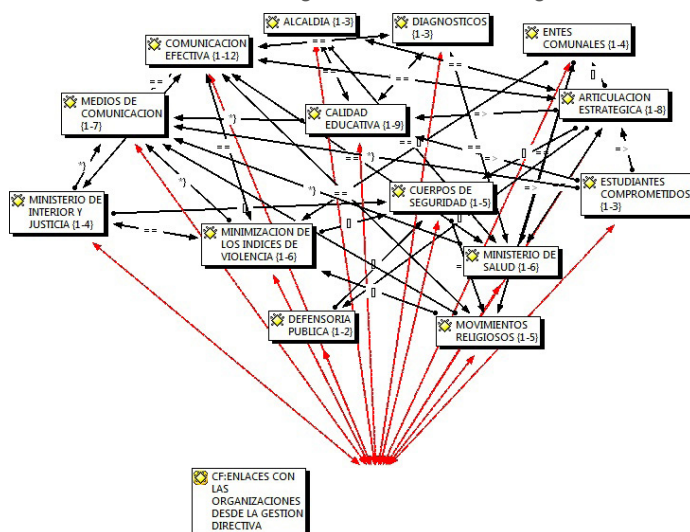 ALCALDIA {1-3}
DIAGNOSTICOS
{1-3}
ENTES
COMUNALES {1-4}
COMUNICACION
EFECTIVA {1-12}
MEDIOS DE
COMUNICACION
{1-7}
CALIDAD
EDUCATIVA {1-9}
ARTICULACION
ESTRATEGICA {1-8}
MINISTERIO DE
INTERIOR Y
JUSTICIA {1-4}
CUERPOS DE
SEGURIDAD {1-5}
ESTUDIANTES
COMPROMETIDOS
{1-3}
MINIMIZACION DE
LOS INDICES DE
VIOLENCIA {1-6}
MINISTERIO DE
SALUD {1-6}
DEFENSORIA
PUBLICA {1-2}
MOVIMIENTOS
RELIGIOSOS {1-5}
CF:ENLACES CON
LAS
ORGANIZACIONES
DESDE LA GESTION
DIRECTIVA
==
==
==
[]
*}
==
=>
==
[]
*}
=>
*}
*}
=>
==
*}
[]
[]
[]